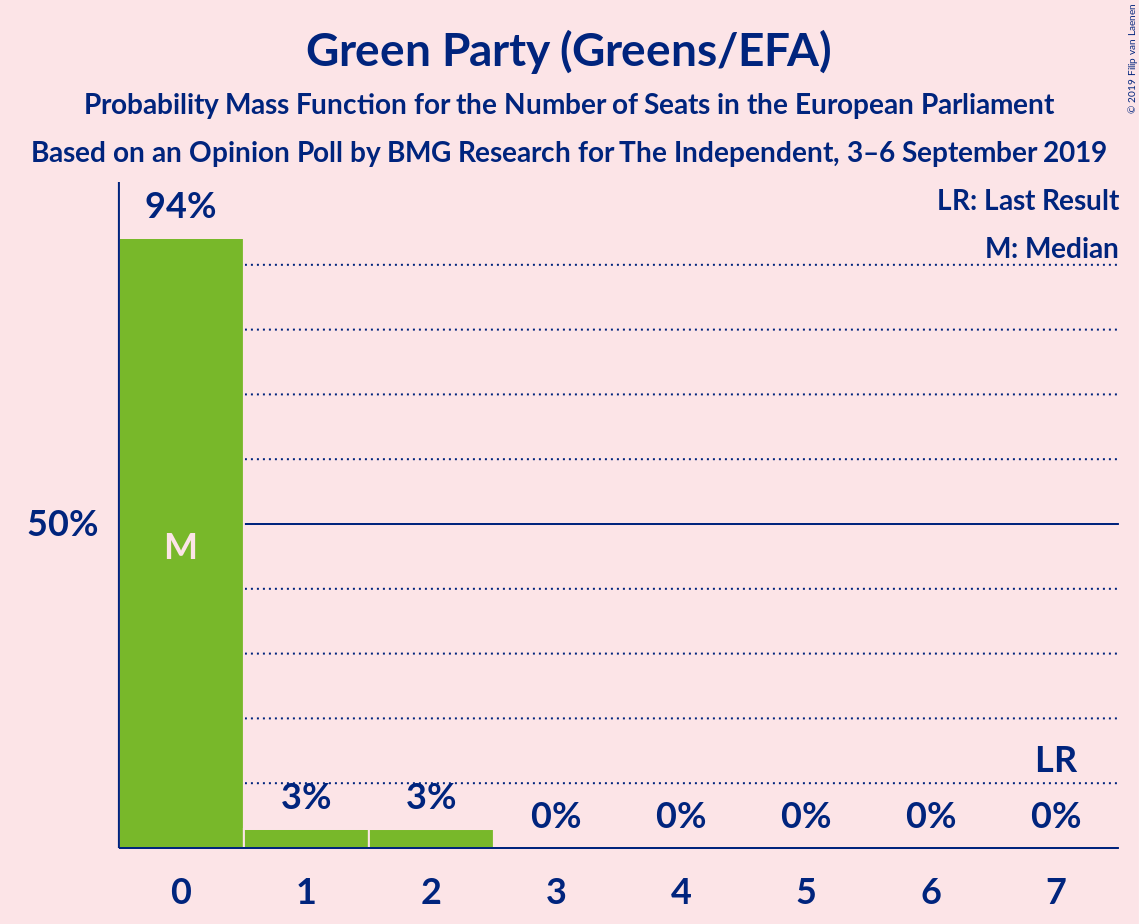 Green Party (Greens/EFA)
Probability Mass Function for the Number of Seats in the European Parliament
Based on an Opinion Poll by BMG Research for The Independent, 3–6 September 2019
© 2019 Filip van Laenen
LR: Last Result
M: Median
94%
50%
M
LR
3% 3% 0% 0% 0% 0% 0%
0 1 2 3 4 5 6 7